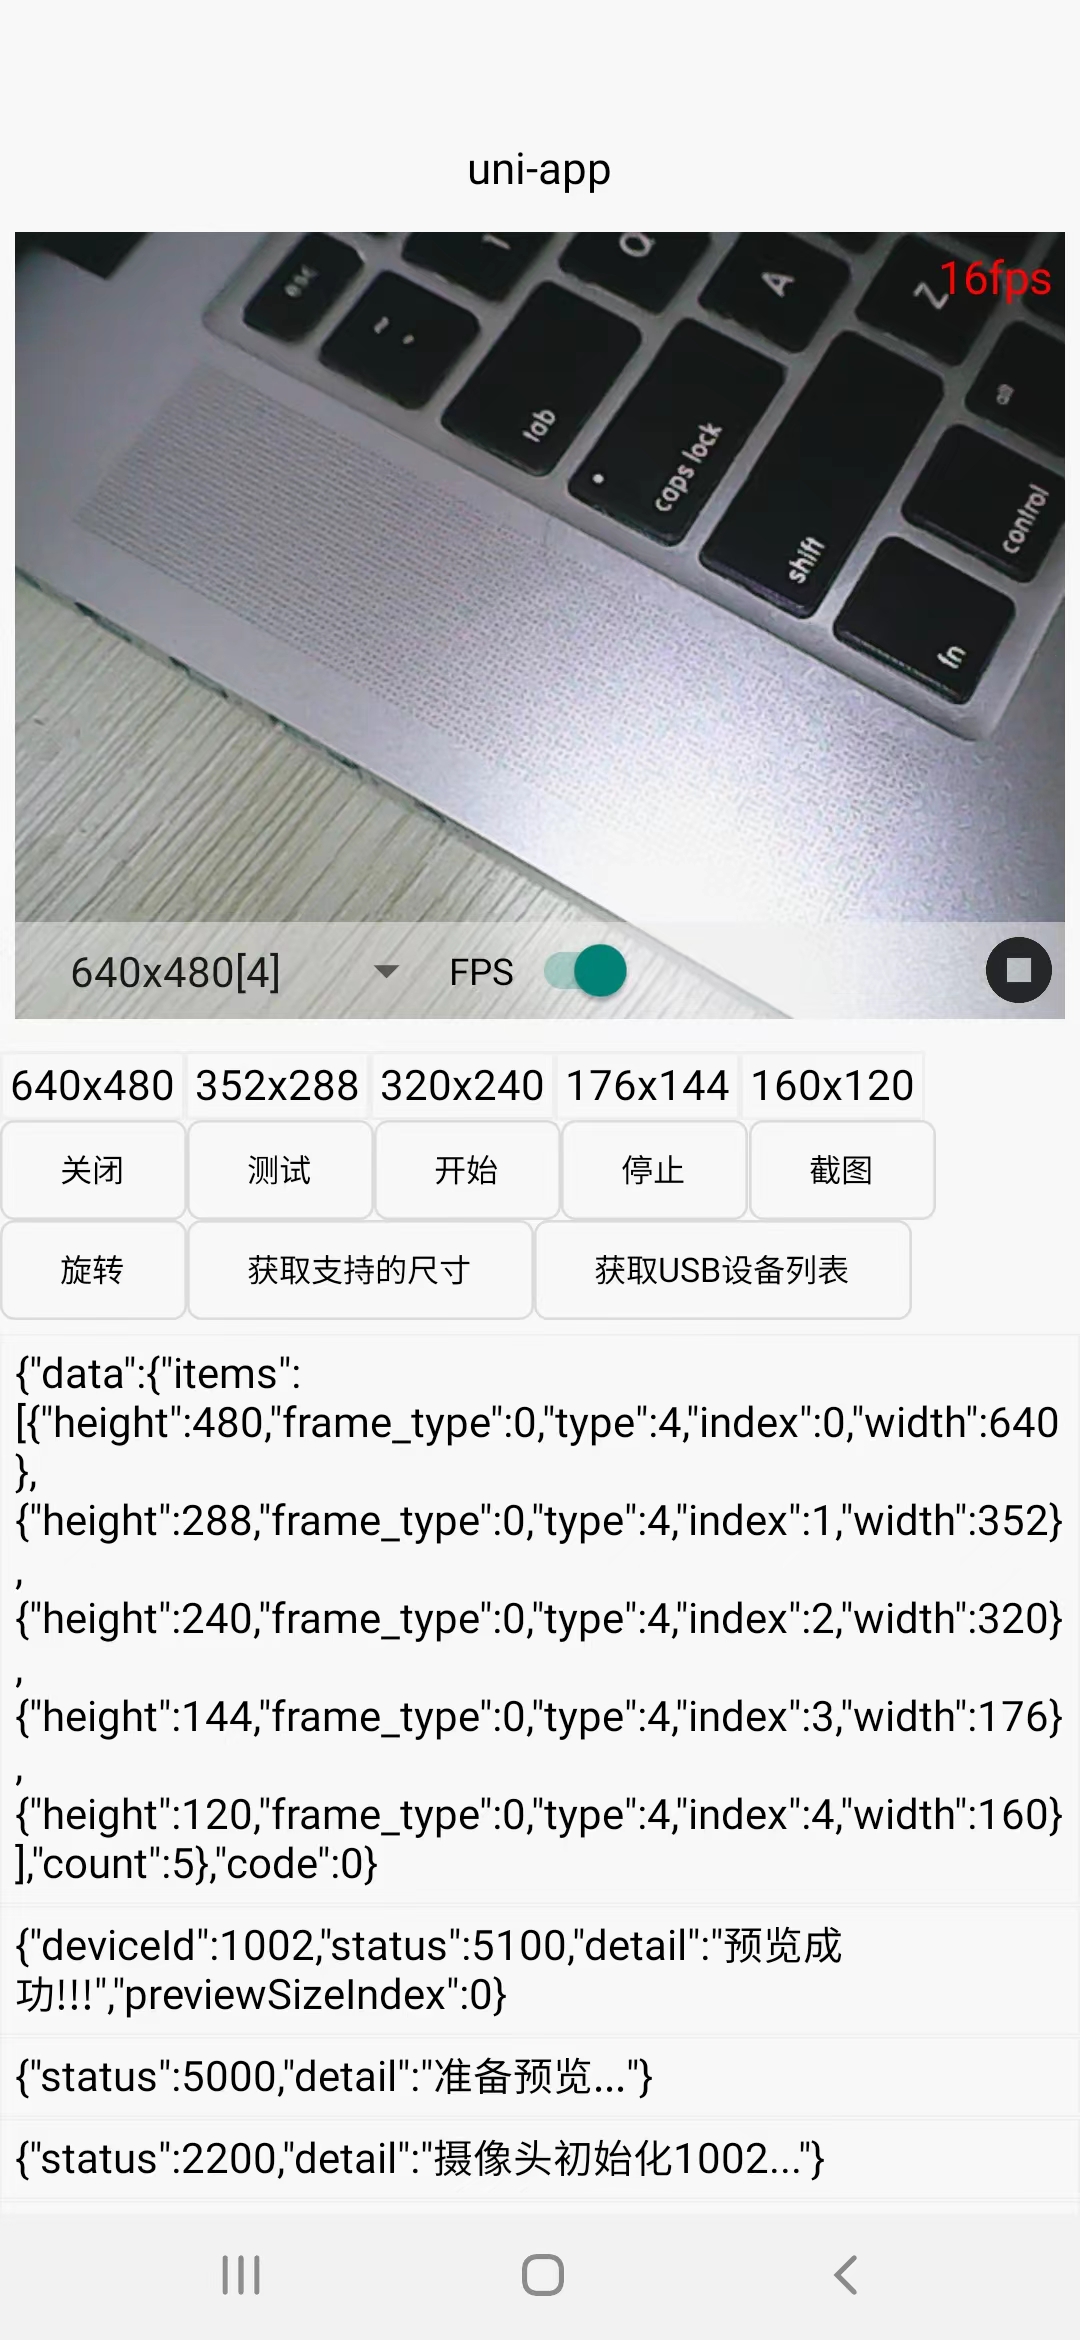 uni-app
16fps
esc
1
Q
A
Z
~ `
tab
caps lock
shift
control
fn
640x480[4]
FPS
640x480 352x288 320x240 176x144 160x120
关闭 测试 开始 停止 截图
旋转 获取支持的尺寸 获取USB设备列表
{"data":{"items":
[{"height":480,"frame_type":0,"type":4,"index":0,"width":640
},
{"height":288,"frame_type":0,"type":4,"index":1,"width":352}
,
{"height":240,"frame_type":0,"type":4,"index":2,"width":320}
,
{"height":144,"frame_type":0,"type":4,"index":3,"width":176}
,
{"height":120,"frame_type":0,"type":4,"index":4,"width":160}
],"count":5},"code":0}
{"deviceId":1002,"status":5100,"detail":"预览成
功!!!","previewSizeIndex":0}
{"status":5000,"detail":"准备预览..."}
{"status":2200,"detail":"摄像头初始化1002..."}